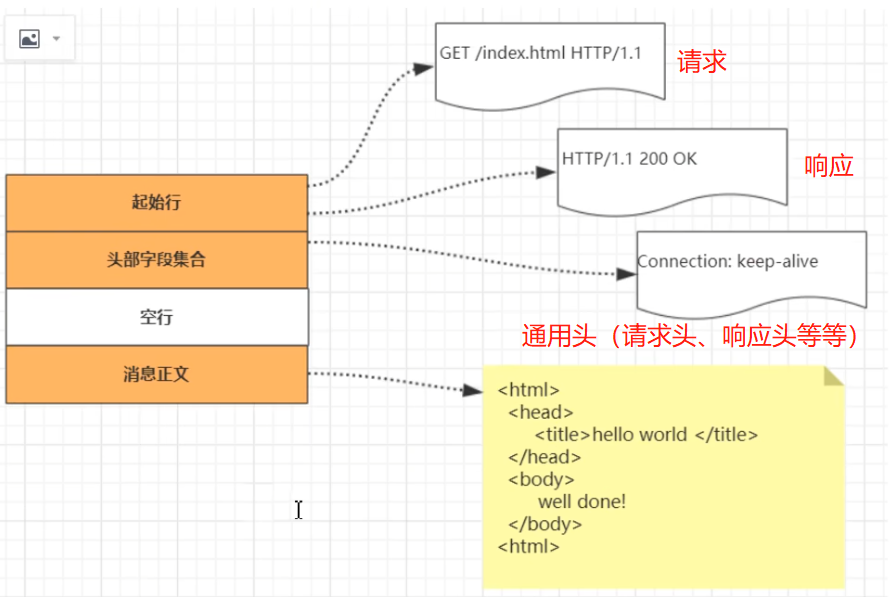 GET /index.html HTTP/1.1
请求
HTTP/1.1 200 OK
响应
起始行
头部字段集合
空行
消息正文
Connection: keep-alive
通用头（请求头、响应头等等）
<html>
<head>
<title>hello world </title>
</head>
<body>
well done!
</body>
<html>